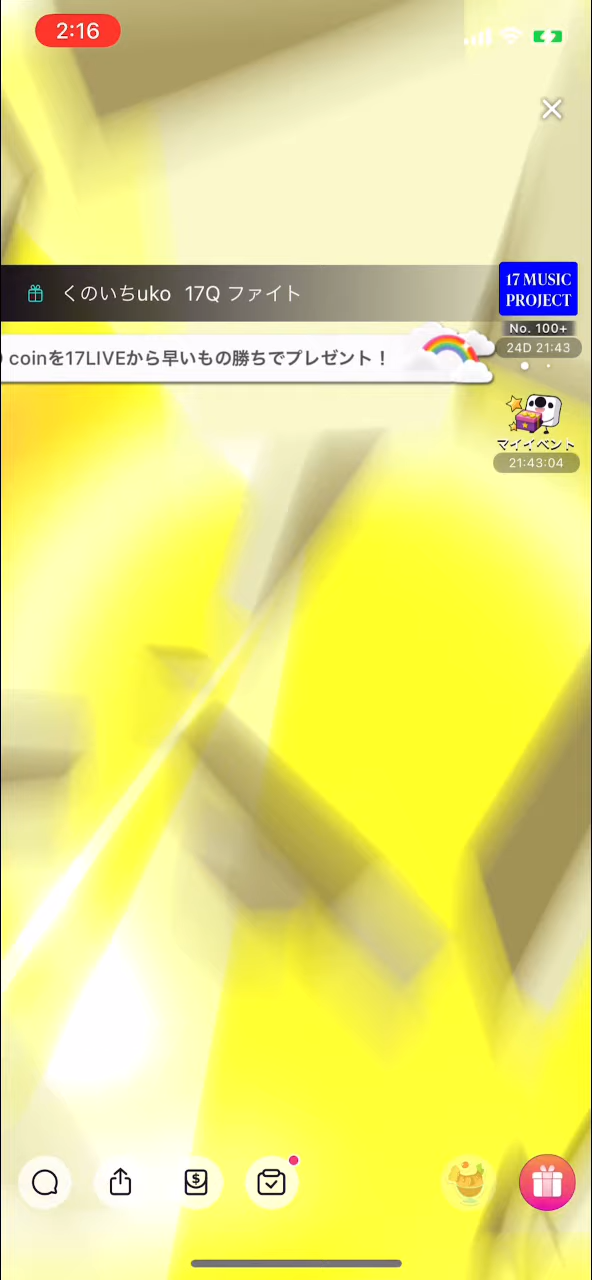 2:16
くのいちuko 17Q ファイト
17 MUSIC
PROJECT
No. 100+
24D 21:43
coinを17LIVEから早いもの勝ちでプレゼント！
マイイベント
21:43:04
$